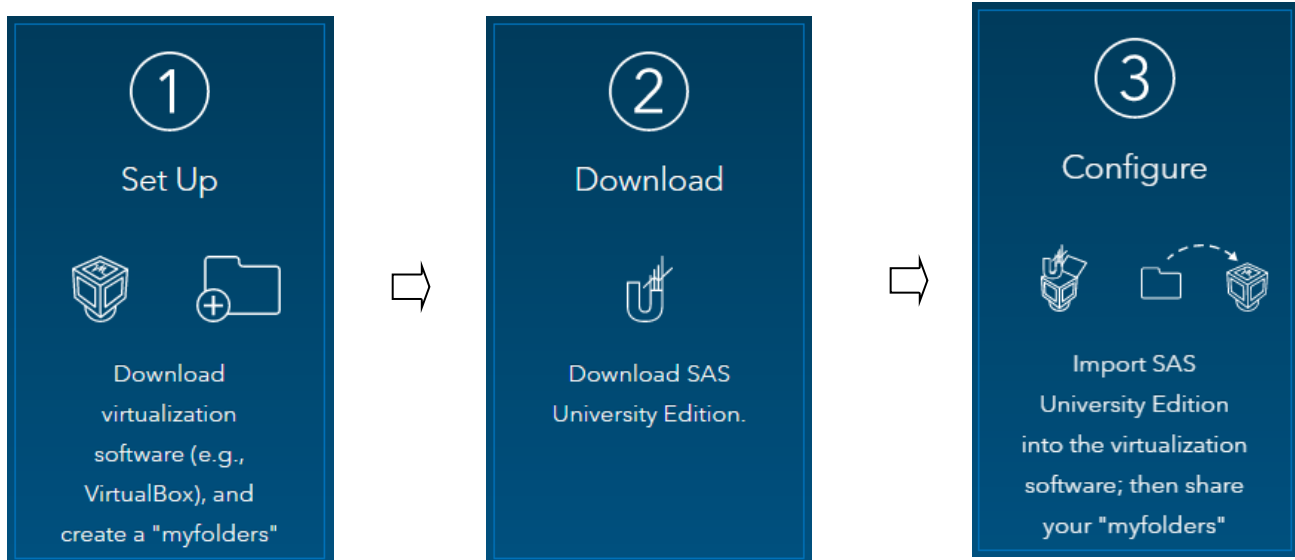 1
Set Up
Download
virtualization
software (e.g.,
VirtualBox), and
create a "myfolders"
2
Download
Download SAS
University Edition.
3
Configure
Import SAS
University Edition
into the virtualization
software; then share
your "myfolders"